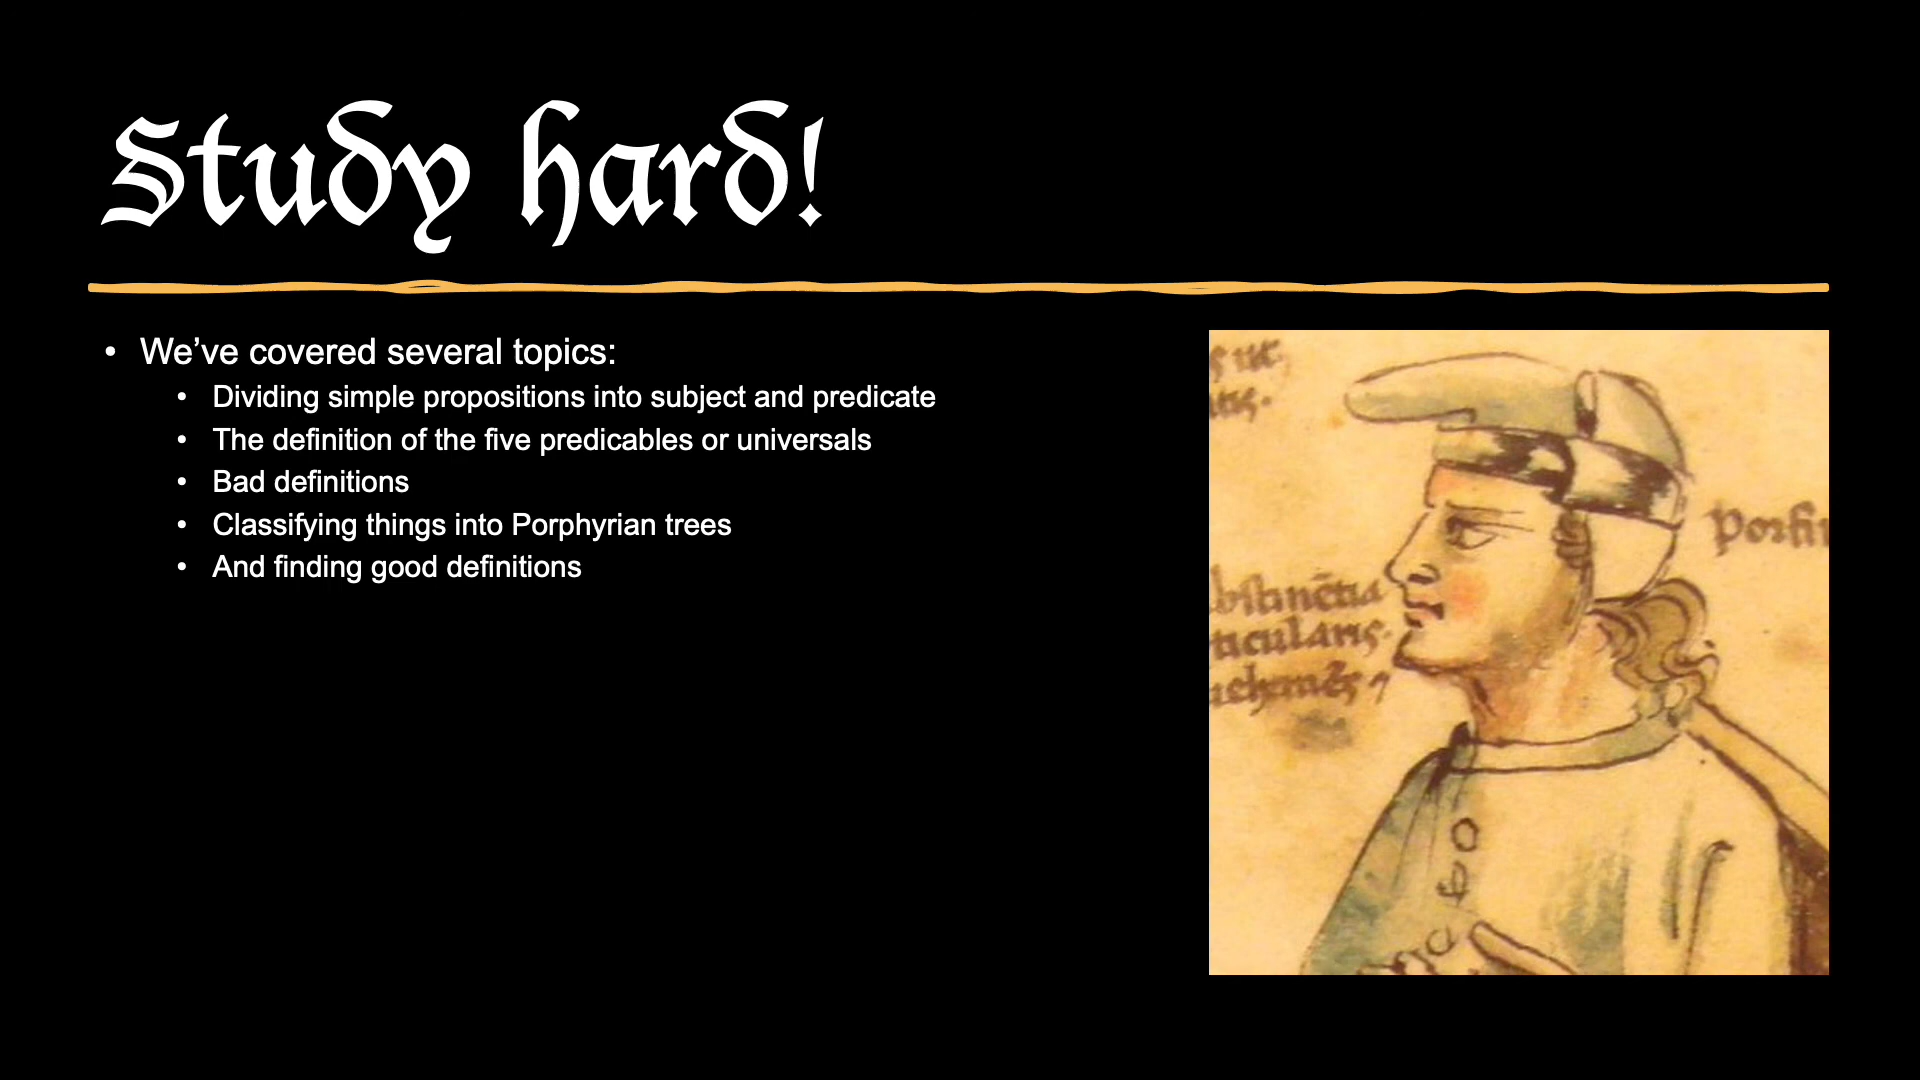 Study hard!
• We’ve covered several topics:
• Dividing simple propositions into subject and predicate
• The definition of the five predicables or universals
• Bad definitions
• Classifying things into Porphyrian trees
• And finding good definitions